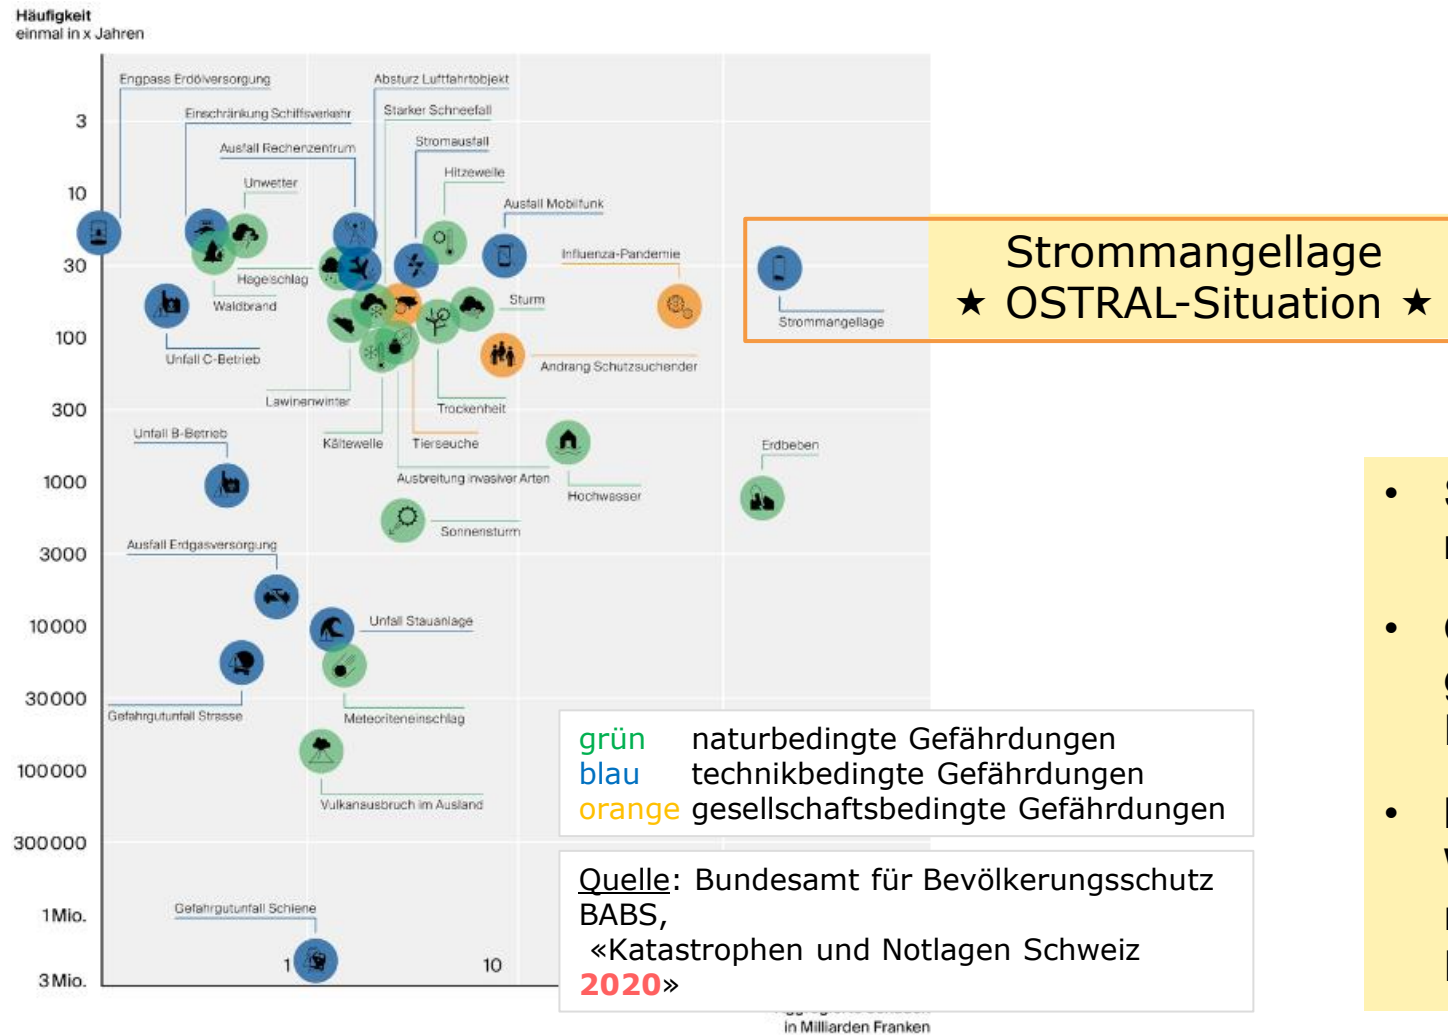 Häufigkeit
einmal in x Jahren
Engpass Erdölversorgung
Absturz Luftfahrtobjekt
Einschränkung Schiffsverkehr
Starker Schneefall
3
Ausfall Rechenzentrum
Stromausfall
Unwetter
Hitzewelle
10
Ausfall Mobilfunk
Influenza-Pandemie
Strommangellage
★ OSTRAL-Situation ★
30
Hagelschlag
Waldbrand
Sturm
Strommangellage
100
Unfall C-Betrieb
Andrang Schutzsuchender
Lawinenwinter
Trockenheit
300
Unfall B-Betrieb
Kältewelle
Tierseuche
Erdbeben
Ausbreitung invasiver Arten
1000
Hochwasser
Sonnensturm
Ausfall Erdgasversorgung
3000
10000
Unfall Stauanlage
30000
Gefahrgutunfall Strasse
Meteoriteneinschlag
100000
Vulkanausbruch im Ausland
300000
1 Mio.
Gefahrgutunfall Schiene
1
10
3 Mio.
grün naturbedingte Gefährdungen
blau technikbedingte Gefährdungen
orange gesellschaftsbedingte Gefährdungen
Quelle: Bundesamt für Bevölkerungsschutz
BABS,
«Katastrophen und Notlagen Schweiz
2020»
in Milliarden Franken